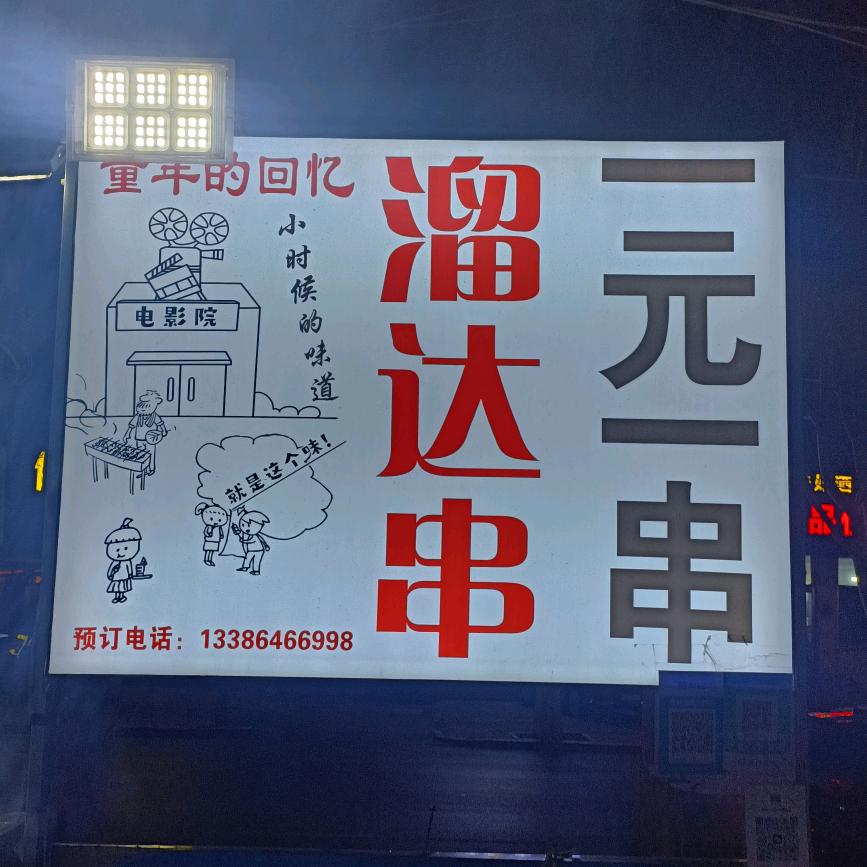 童年的回忆
小时候的味道
电影院
就是这个味！
预订电话：13386466998
溜达串
一元一串